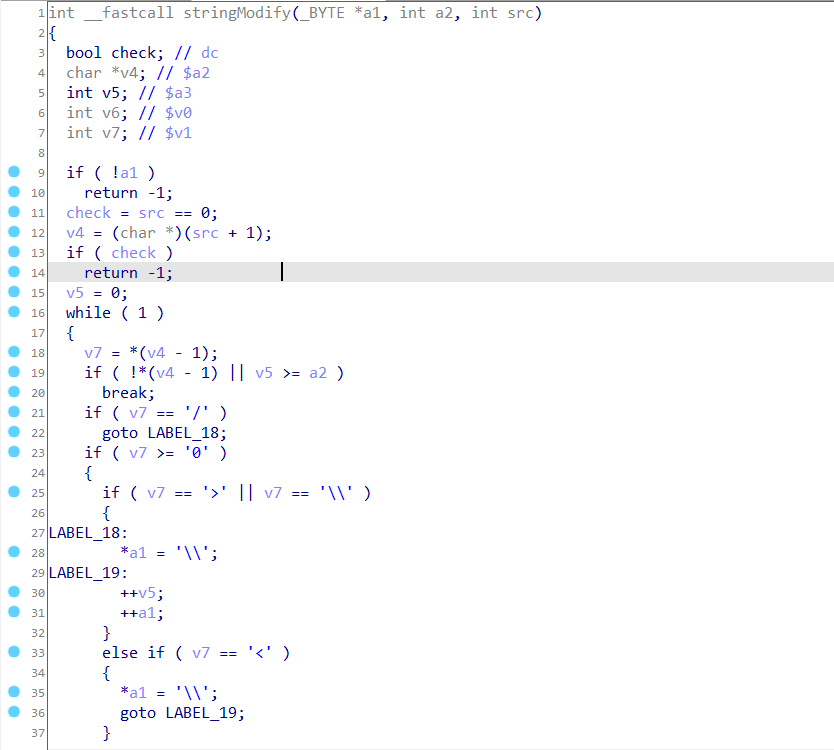 1 int __fastcall stringModify(_BYTE *a1, int a2, int src)
2 {
3 bool check; // dc
4 char *v4; // $a2
5 int v5; // $a3
6 int v6; // $v0
7 int v7; // $v1
8
9 if ( !a1 )
10 return -1;
11 check = src == 0;
12 v4 = (char *)(src + 1);
13 if ( check )
14 return -1;
15 v5 = 0;
16 while ( 1 )
17 {
18 v7 = *(v4 - 1);
19 if ( !*(v4 - 1) || v5 >= a2 )
20 break;
21 if ( v7 == '/' )
22 goto LABEL_18;
23 if ( v7 >= '0' )
24 {
25 if ( v7 == '>' || v7 == '\\' )
26 {
27 LABEL_18:
28 *a1 = '\\';
29 LABEL_19:
30 ++v5;
31 ++a1;
32 }
33 else if ( v7 == '<' )
34 {
35 *a1 = '\\';
36 goto LABEL_19;
37 }